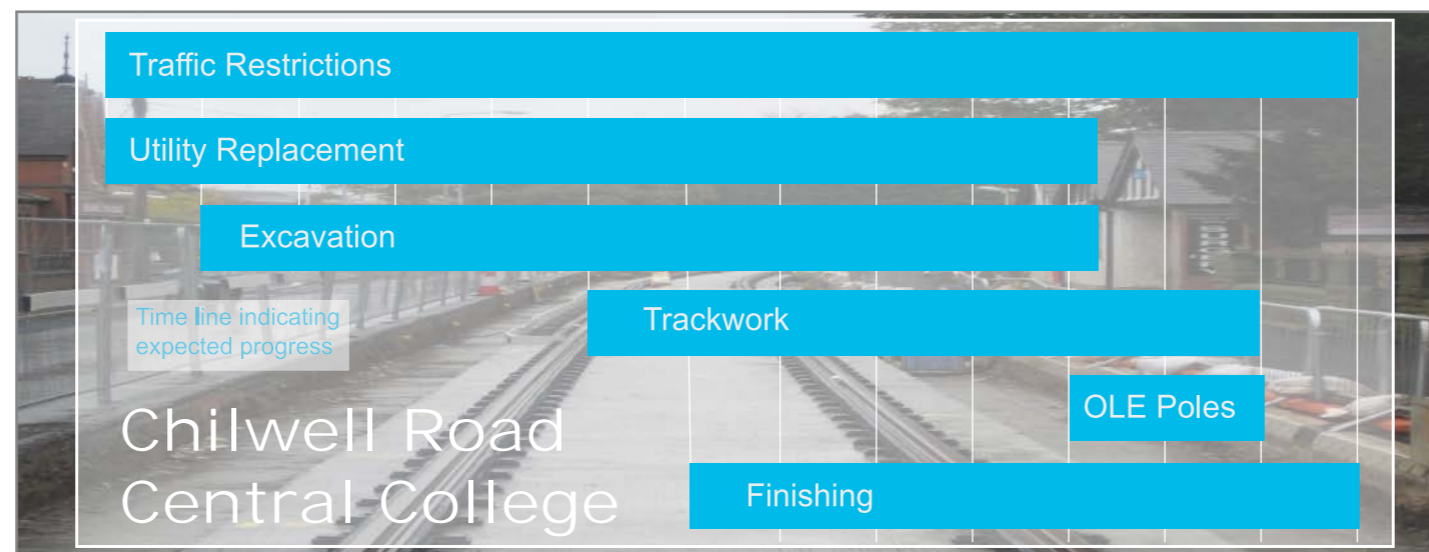 Traffic Restrictions
Utility Replacement
Excavation
Time line indicating
expected progress
Trackwork
OLE Poles
Chilwell Road
Central College
Finishing